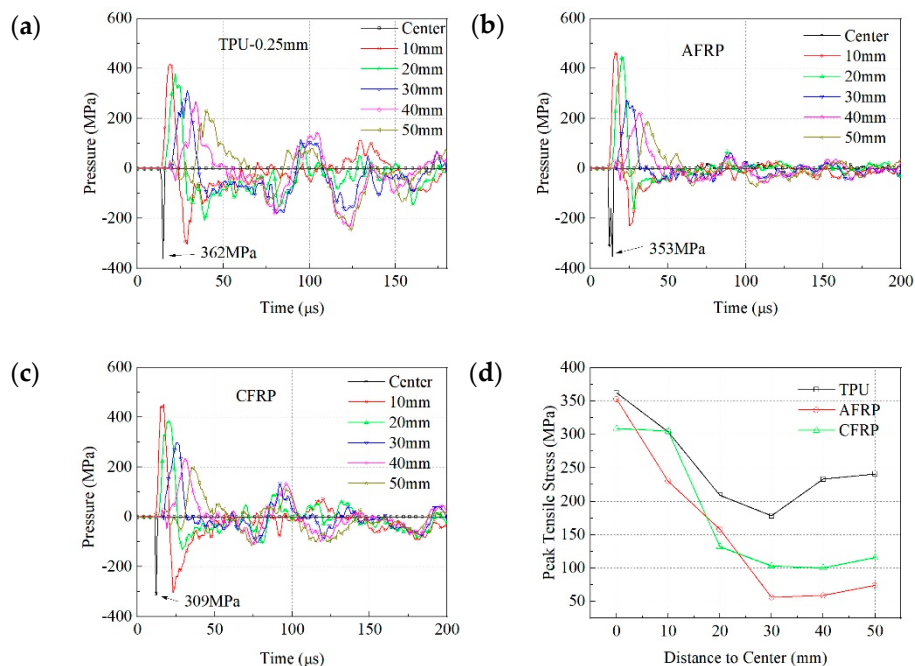 (a)
TPU-0.25mm
Center
10mm
20mm
30mm
40mm
50mm
362MPa
600
400
200
0
-200
-400
Pressure (MPa)
0
50
100
150
Time (μs)
(b)
AFRP
Center
10mm
20mm
30mm
40mm
50mm
353MPa
600
400
200
0
-200
-400
Pressure (MPa)
0
50
100
150
200
Time (μs)
(c)
CFRP
Center
10mm
20mm
30mm
40mm
50mm
309MPa
600
400
200
0
-200
-400
Pressure (MPa)
0
50
100
150
200
Time (μs)
(d)
TPU
AFRP
CFRP
400
350
300
250
200
150
100
50
Peak Tensile Stress (MPa)
0
10
20
30
40
50
Distance to Center (mm)